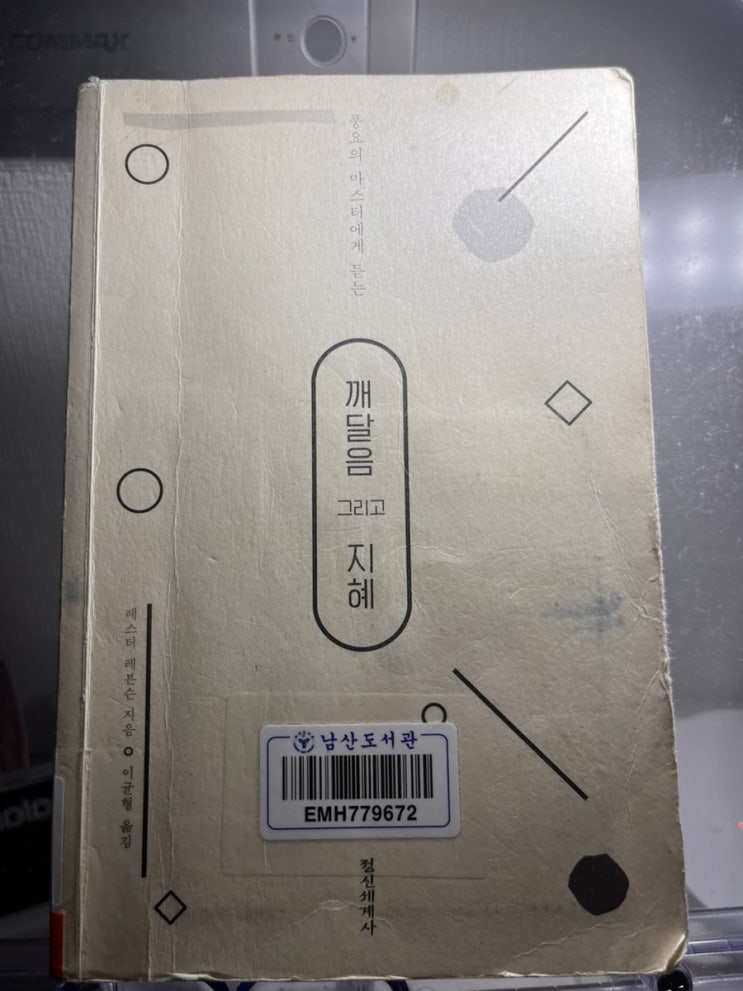 COMMAX
풍요의 마스터에게 듣는
깨달음
그리고
지혜
래스터 레븐슨 지음 이균형 옮김
남산도서관
EMH779672
정신세계사